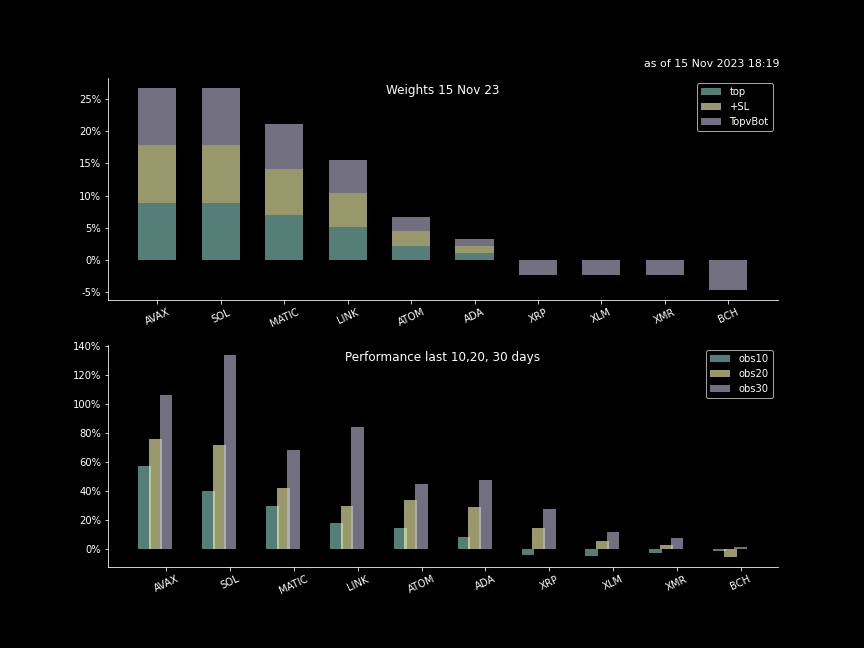 as of 15 Nov 2023 18:19
Weights 15 Nov 23
top
+SL
TopvBot
25%
20%
15%
10%
5%
0%
-5%
AVAX SOL MATIC LINK ATOM ADA XRP XLM XMR BCH
Performance last 10,20, 30 days
obs10
obs20
obs30
140%
120%
100%
80%
60%
40%
20%
0%
AVAX SOL MATIC LINK ATOM ADA XRP XLM XMR BCH